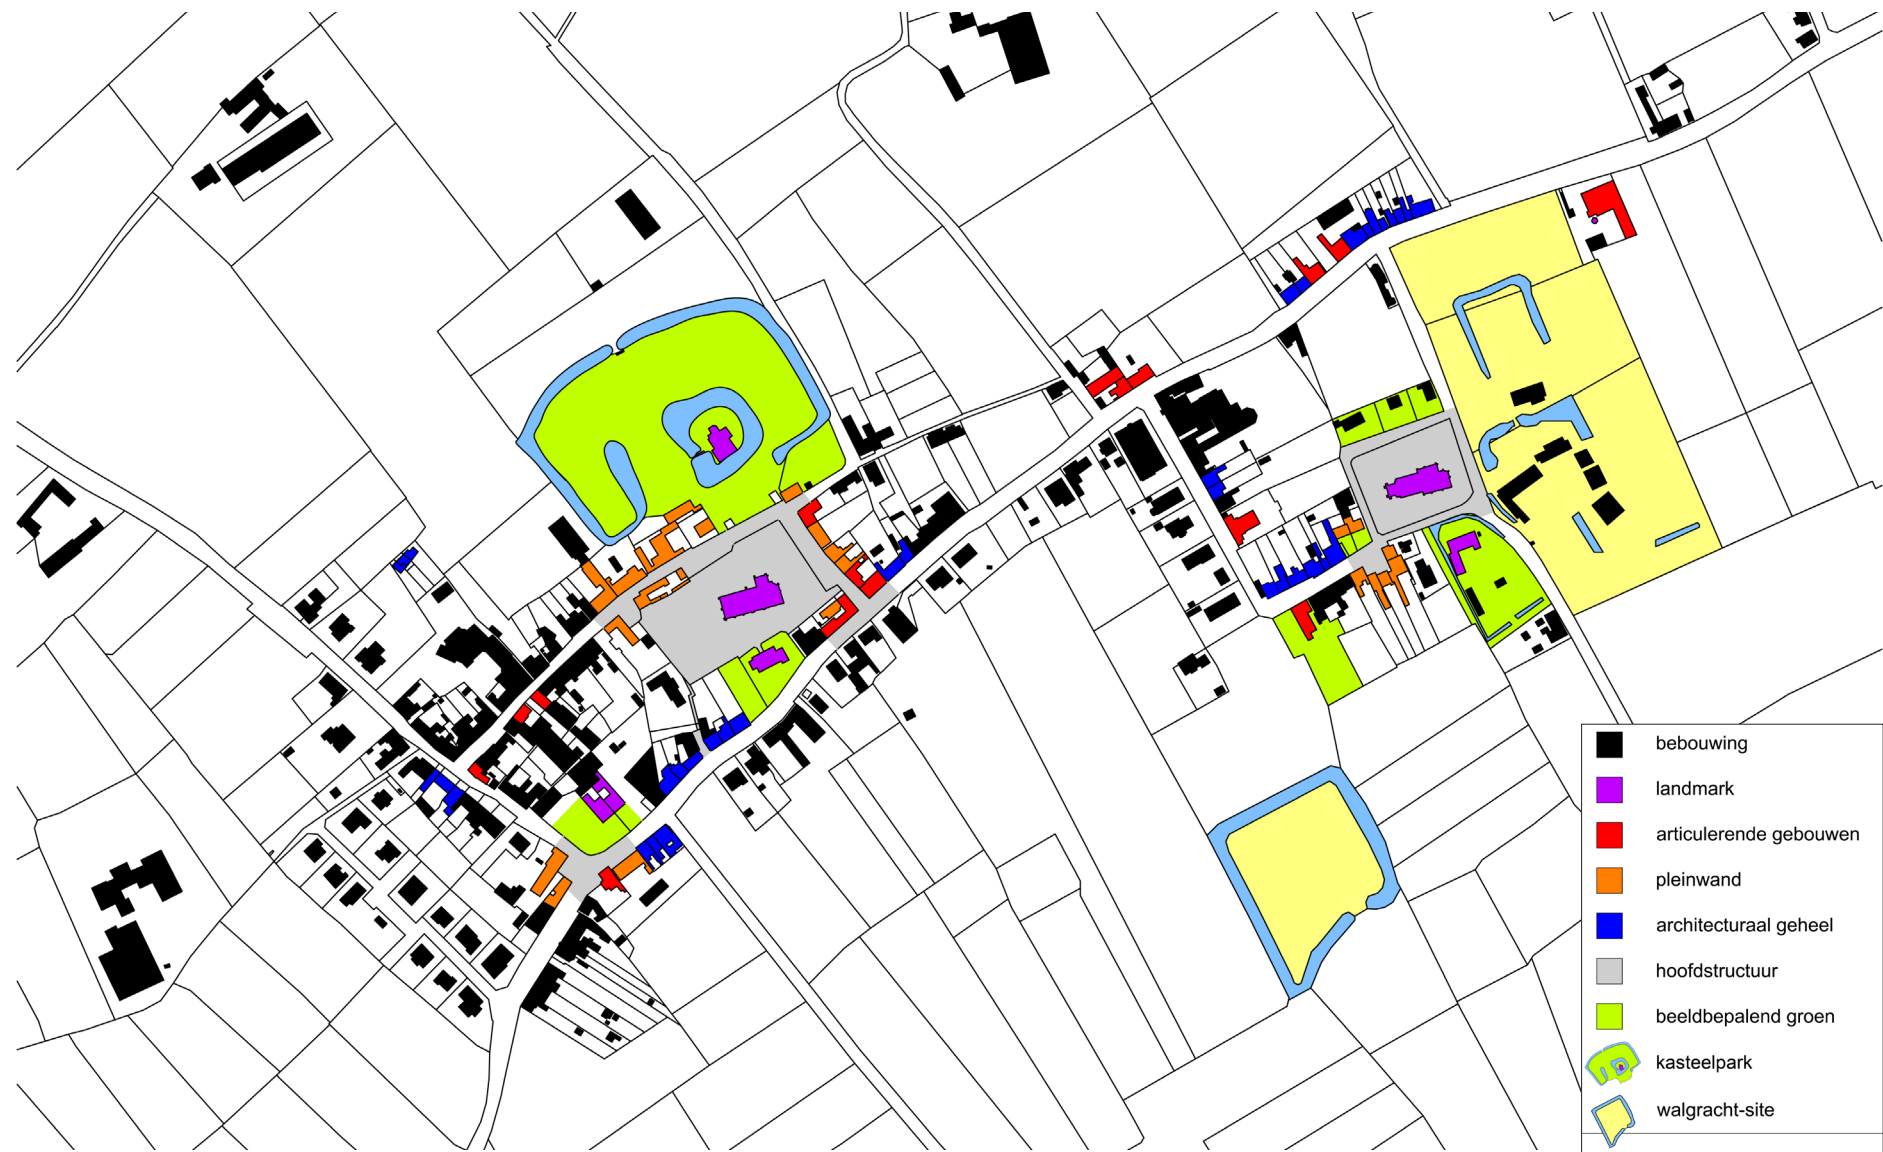 bebouwing
landmark
articulerende gebouwen
pleinwand
architecturaal geheel
hoofdstructuur
beeldbepalend groen
kasteelpark
walgracht-site